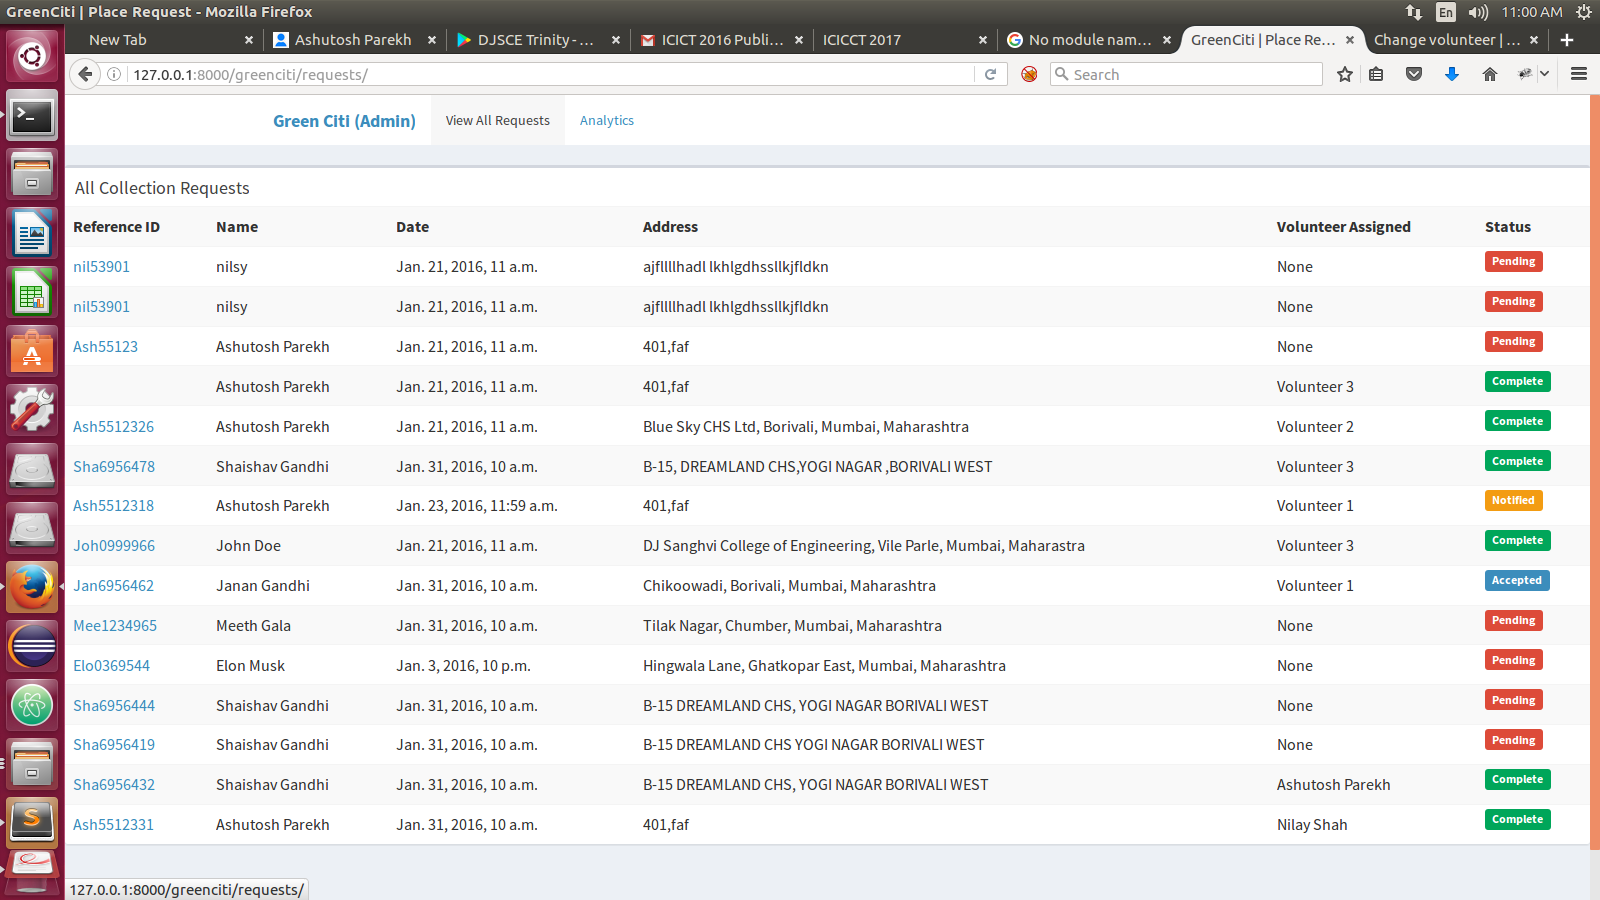 GreenCiti | Place Request - Mozilla Firefox
En
11:00 AM
New Tab
Ashutosh Parekh
DJSCE Trinity - ...
ICICT 2016 Publi...
ICICCT 2017
No module nam...
GreenCiti | Place Re...
Change volunteer | ...
127.0.0.1:8000/greenciti/requests/
Search
Green Citi (Admin) View All Requests Analytics
All Collection Requests
Reference ID Name Date Address Volunteer Assigned Status
nil53901 nilsy Jan. 21, 2016, 11 a.m. ajfllllhadl lkhlgdhssllkjfldkn None Pending
nil53901 nilsy Jan. 21, 2016, 11 a.m. ajfllllhadl lkhlgdhssllkjfldkn None Pending
Ash55123 Ashutosh Parekh Jan. 21, 2016, 11 a.m. 401,faf None Pending
Ashutosh Parekh Jan. 21, 2016, 11 a.m. 401,faf Volunteer 3 Complete
Ash5512326 Ashutosh Parekh Jan. 21, 2016, 11 a.m. Blue Sky CHS Ltd, Borivali, Mumbai, Maharashtra Volunteer 2 Complete
Sha6956478 Shaishav Gandhi Jan. 31, 2016, 10 a.m. B-15, DREAMLAND CHS,YOGI NAGAR ,BORIVALI WEST Volunteer 3 Complete
Ash5512318 Ashutosh Parekh Jan. 23, 2016, 11:59 a.m. 401,faf Volunteer 1 Notified
Joh0999966 John Doe Jan. 21, 2016, 11 a.m. DJ Sanghvi College of Engineering, Vile Parle, Mumbai, Maharastra Volunteer 3 Complete
Jan6956462 Janan Gandhi Jan. 31, 2016, 10 a.m. Chikoowadi, Borivali, Mumbai, Maharashtra Volunteer 1 Accepted
Mee1234965 Meeth Gala Jan. 31, 2016, 10 a.m. Tilak Nagar, Chumber, Mumbai, Maharashtra None Pending
Elo0369544 Elon Musk Jan. 3, 2016, 10 p.m. Hingwala Lane, Ghatkopar East, Mumbai, Maharashtra None Pending
Sha6956444 Shaishav Gandhi Jan. 31, 2016, 10 a.m. B-15 DREAMLAND CHS, YOGI NAGAR BORIVALI WEST None Pending
Sha6956419 Shaishav Gandhi Jan. 31, 2016, 10 a.m. B-15 DREAMLAND CHS YOGI NAGAR BORIVALI WEST None Pending
Sha6956432 Shaishav Gandhi Jan. 31, 2016, 10 a.m. B-15 DREAMLAND CHS, YOGI NAGAR BORIVALI WEST Ashutosh Parekh Complete
Ash5512331 Ashutosh Parekh Jan. 31, 2016, 10 a.m. 401,faf Nilay Shah Complete
127.0.0.1:8000/greenciti/requests/